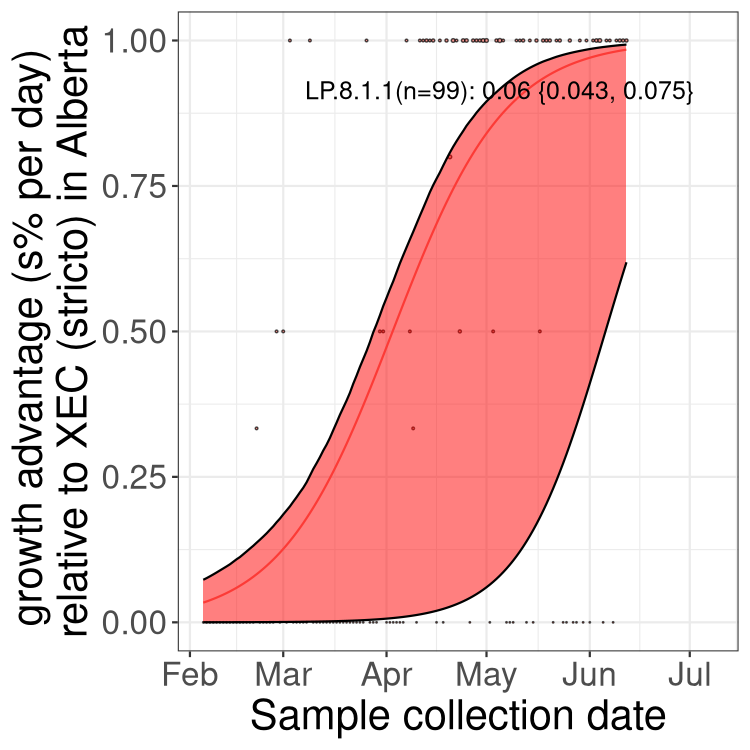 growth advantage (s% per day)
relative to XEC (stricto) in Alberta
1.00
0.75
0.50
0.25
0.00
LP.8.1.1(n=99): 0.06 {0.043, 0.075}
Feb Mar Apr May Jun Jul
Sample collection date